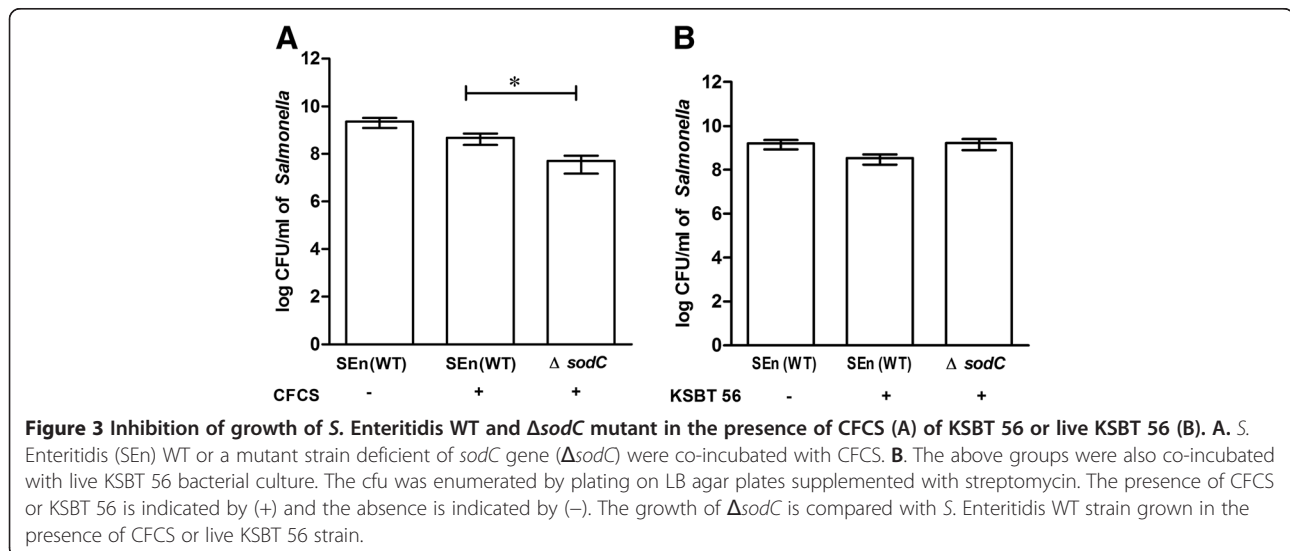 A
B
log CFU/ml of Salmonella
12
10
8
6
4
2
0
*
SEn(WT)
SEn(WT)
Δ sodC
CFCS
-
+
+
log CFU/ml of Salmonella
12
10
8
6
4
2
0
SEn (WT)
SEn (WT)
Δ sodC
KSBT 56
-
+
+
Figure 3 Inhibition of growth of S. Enteritidis WT and ΔsodC mutant in the presence of CFCS (A) of KSBT 56 or live KSBT 56 (B). A. S.
Enteritidis (SEn) WT or a mutant strain deficient of sodC gene (ΔsodC) were co-incubated with CFCS. B. The above groups were also co-incubated
with live KSBT 56 bacterial culture. The cfu was enumerated by plating on LB agar plates supplemented with streptomycin. The presence of CFCS
or KSBT 56 is indicated by (+) and the absence is indicated by (−). The growth of ΔsodC is compared with S. Enteritidis WT strain grown in the
presence of CFCS or live KSBT 56 strain.